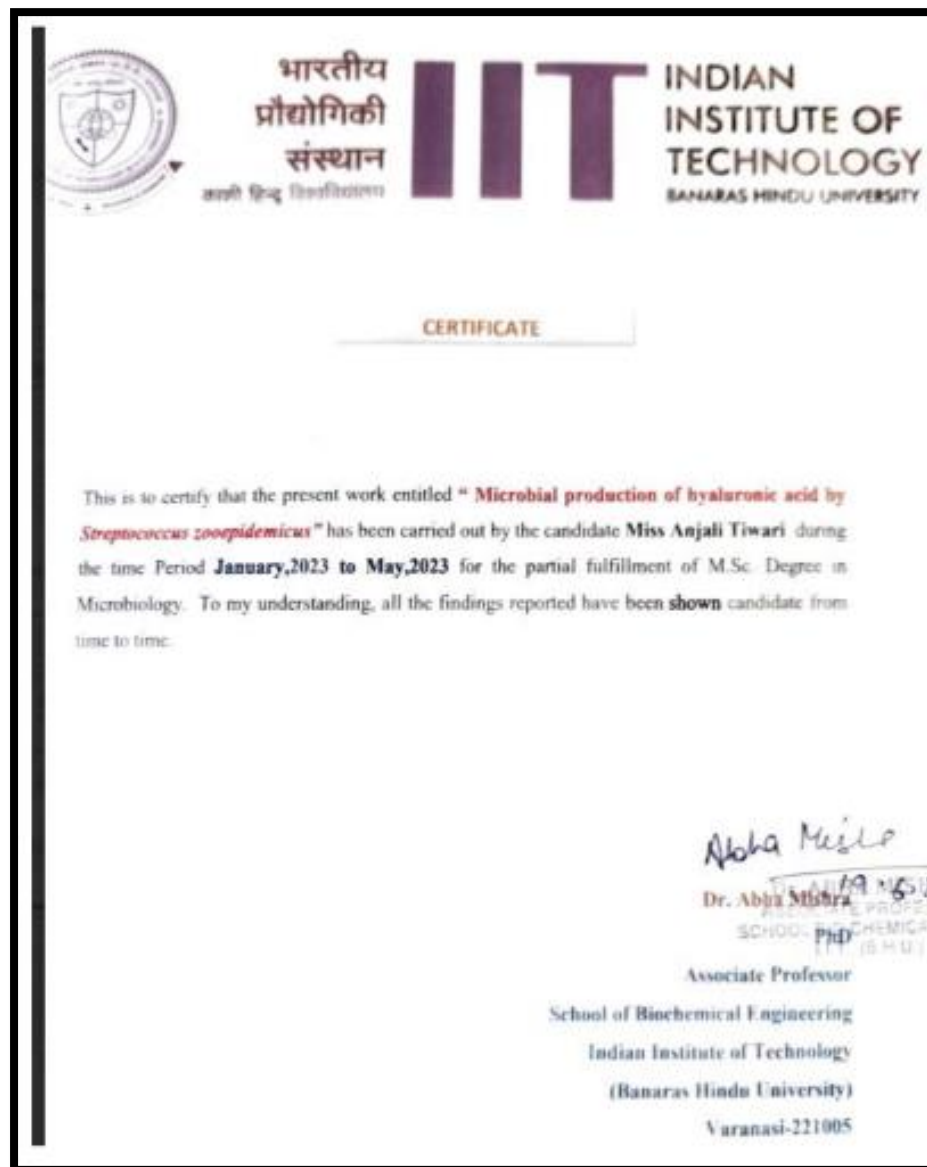 भारतीय
प्रौद्योगिकी
संस्थान
काशी हिन्दू विश्वविद्यालय
IIT
INDIAN
INSTITUTE OF
TECHNOLOGY
BANARAS HINDU UNIVERSITY
CERTIFICATE
This is to certify that the present work entitled “ Microbial production of hyaluronic acid by
Streptococcus zooepidemicus” has been carried out by the candidate Miss Anjali Tiwari during
the time Period January,2023 to May,2023 for the partial fulfillment of M.Sc. Degree in
Microbiology. To my understanding, all the findings reported have been shown candidate from
time to time.
Abha Mishra
Dr. Abha Mishra
PhD
Associate Professor
School of Biochemical Engineering
Indian Institute of Technology
(Banaras Hindu University)
Varanasi-221005